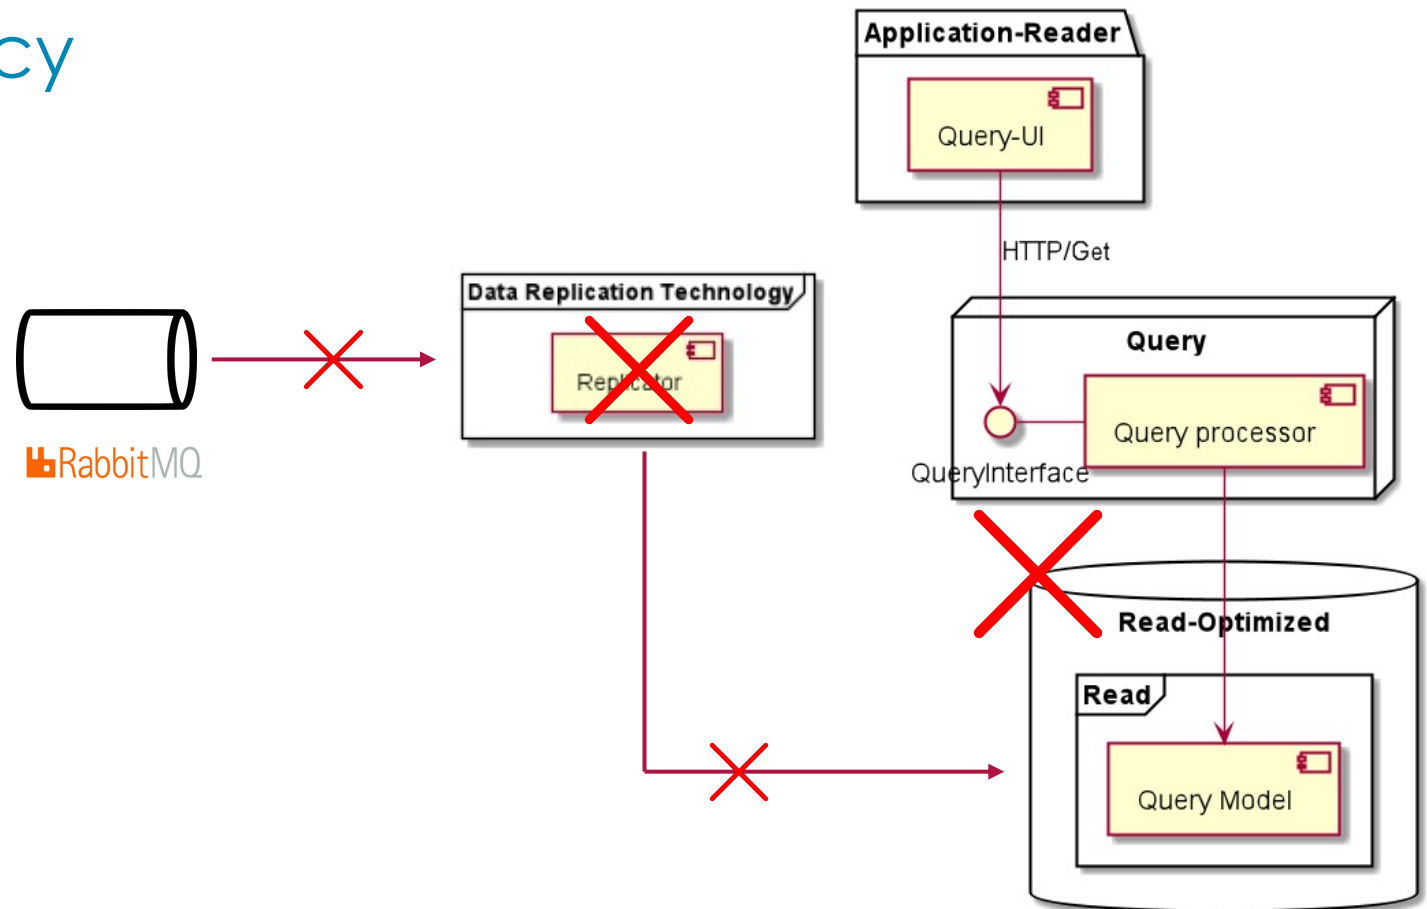 cy
Application-Reader
Query-UI
HTTP/Get
Data Replication Technology
Replicator
RabbitMQ
Query
Query processor
QueryInterface
Read-Optimized
Read
Query Model